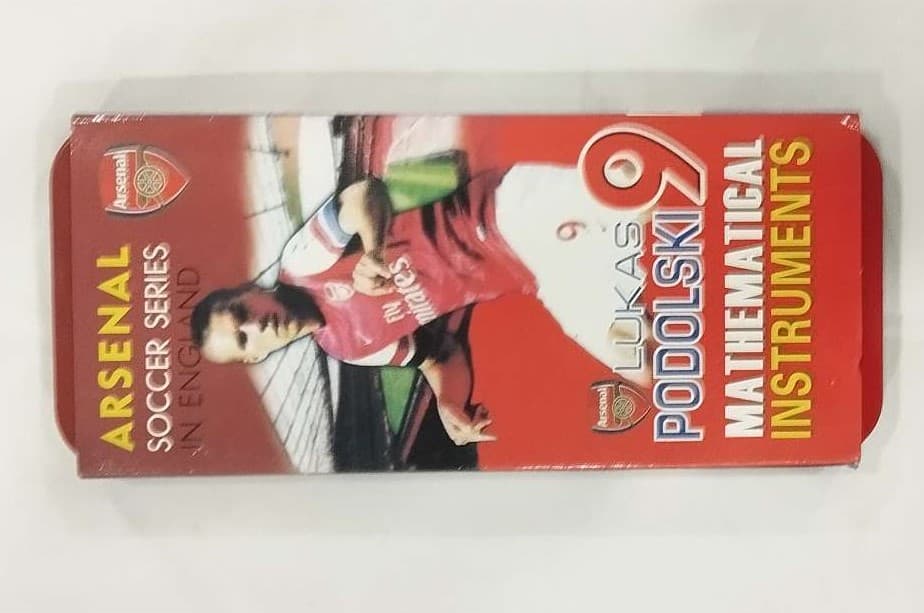 Arsenal
ARSENAL
SOCCER SERIES
IN ENGLAND
Fly
Emirates
9
Arsenal
LUKAS
PODOLSKI 9
MATHEMATICAL
INSTRUMENTS